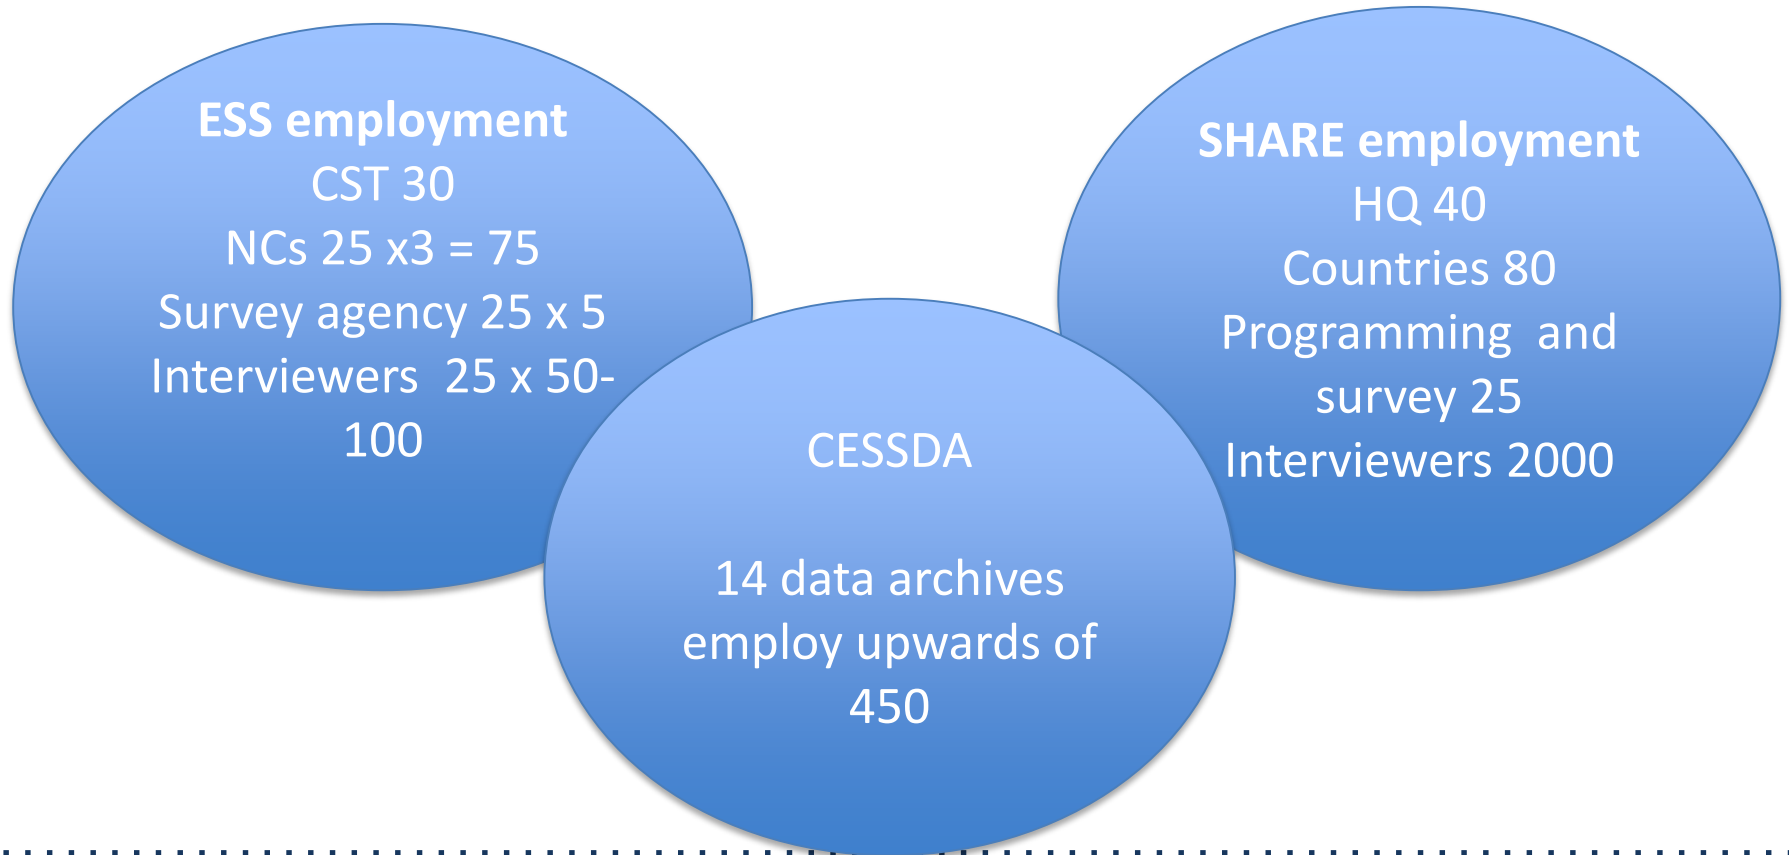 ESS employment
CST 30
NCs 25 x3 = 75
Survey agency 25 x 5
Interviewers  25 x 50-
100
CESSDA
14 data archives
employ upwards of
450
SHARE employment
HQ 40
Countries 80
Programming  and
survey 25
Interviewers 2000